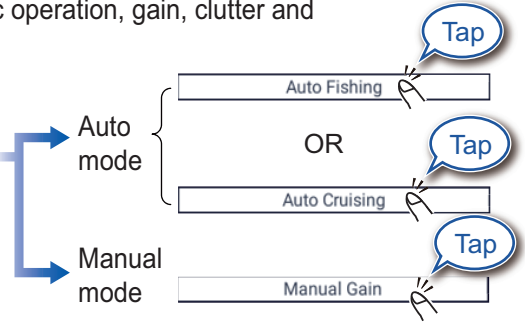 c operation, gain, clutter and
Tap
Auto Fishing
Auto
mode
OR
Tap
Auto Cruising
Tap
Manual
mode
Manual Gain